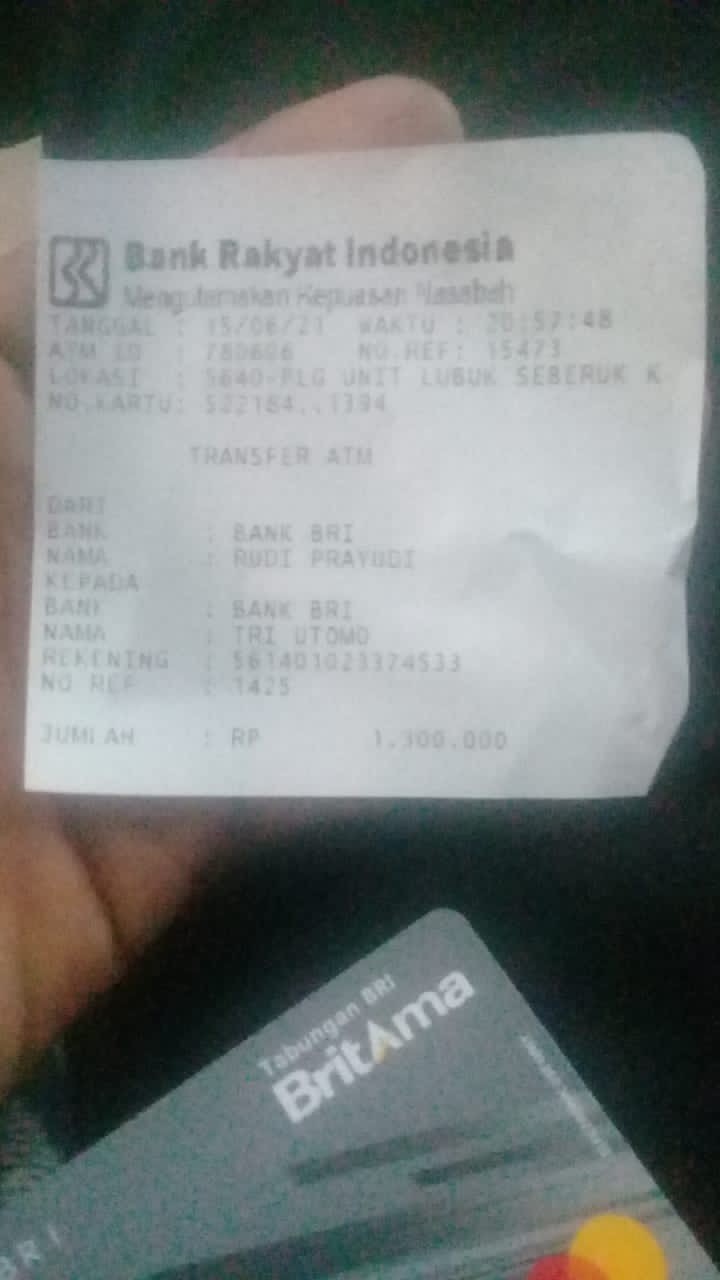 Bank Rakyat Indonesia
Mengutamakan Kepuasan Nasabah
TANGGAL : 15/06/21 WAKTU : 20:57:48
ATM ID : 780606 NO.REF: 15473
LOKASI : 5640-PLG UNIT LUBUK SEBERUK K
NO.KARTU: 522184..1394
TRANSFER ATM
DARI
BANK : BANK BRI
NAMA : RUDI PRAYUDI
KEPADA
BANK : BANK BRI
NAMA : TRI UTOMO
REKENING : 561401023324533
NO REF : 1425
JUMLAH : RP 1.300.000
Tabungan BRI
BritAma
BRI